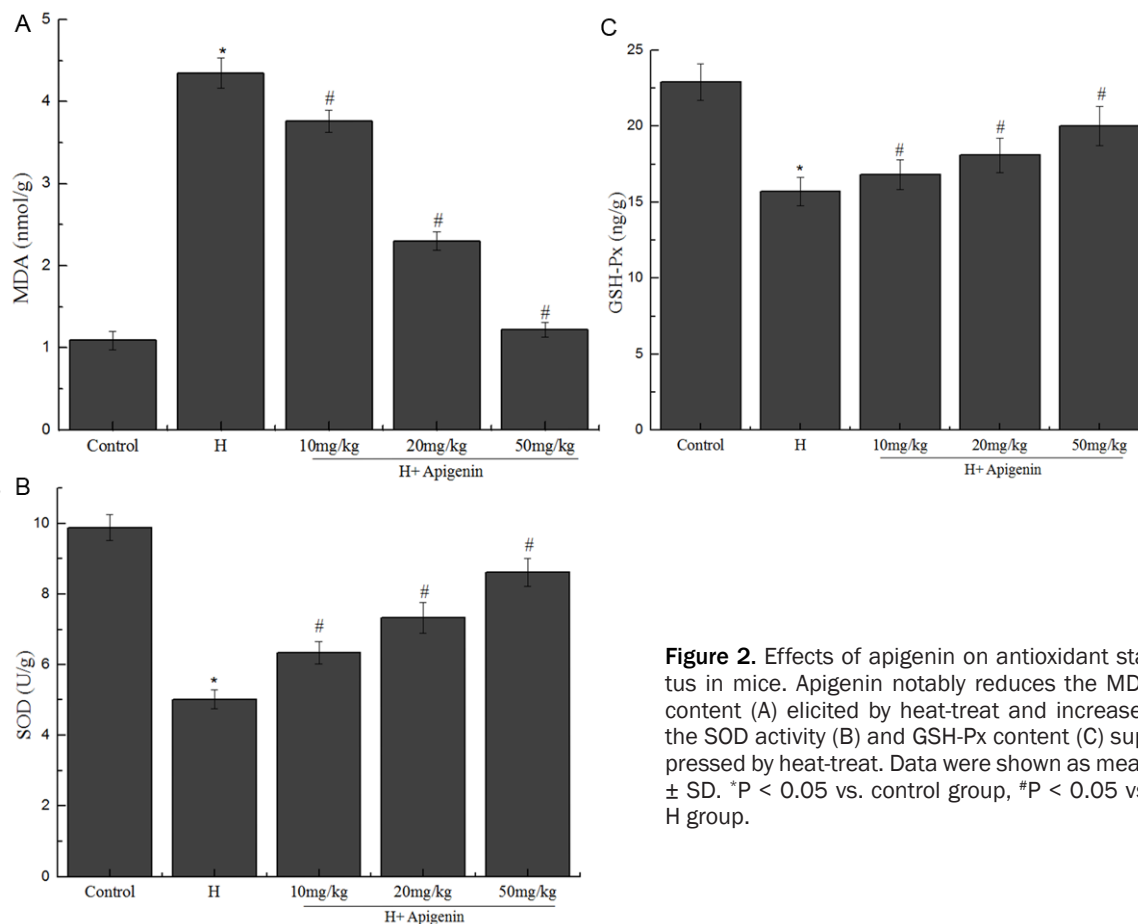 A
5
4
3
2
1
0
MDA (nmol/g)
*
#
#
#
Control H 10mg/kg 20mg/kg 50mg/kg
H+ Apigenin
C
25
20
15
10
5
0
GSH-Px (ng/g)
*
#
#
#
Control H 10mg/kg 20mg/kg 50mg/kg
H+ Apigenin
B
10
8
6
4
2
0
SOD (U/g)
*
#
#
#
Control H 10mg/kg 20mg/kg 50mg/kg
H+ Apigenin
Figure 2. Effects of apigenin on antioxidant sta-
tus in mice. Apigenin notably reduces the MD
content (A) elicited by heat-treat and increase
the SOD activity (B) and GSH-Px content (C) sup
pressed by heat-treat. Data were shown as mea
± SD. *P < 0.05 vs. control group, #P < 0.05 vs
H group.